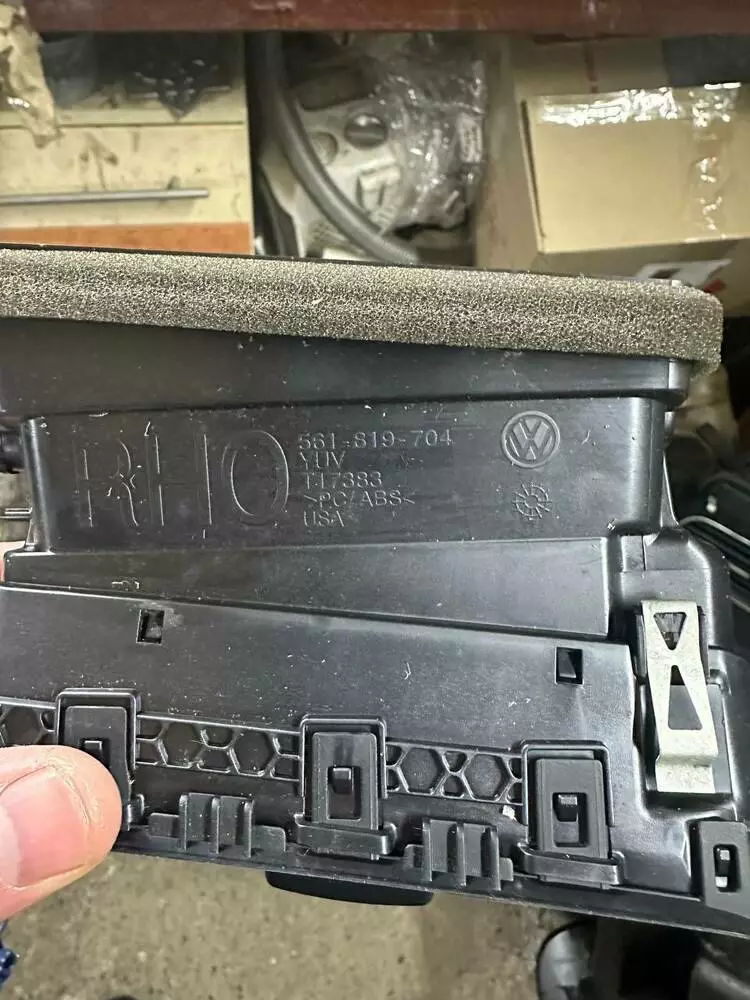 RHO
561-819-704
YUV
T17383
>PC/ABS<
USA